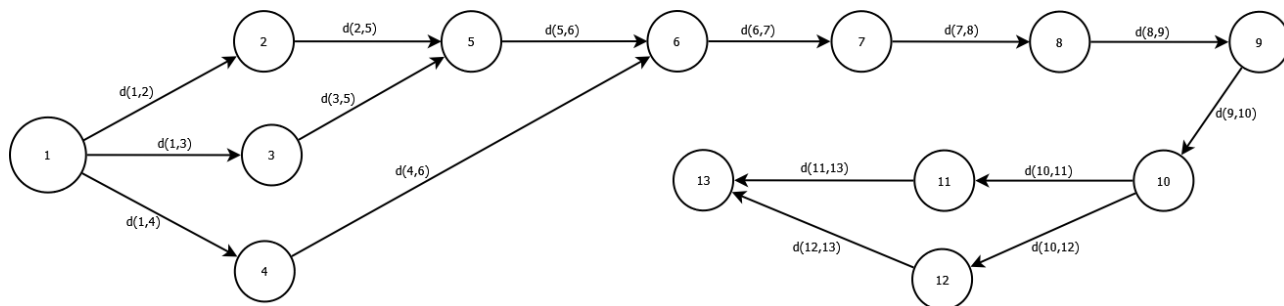 2
d(2,5)
5
d(5,6)
6
d(6,7)
7
d(7,8)
8
d(8,9)
9
d(1,2)
d(3,5)
d(9,10)
1
d(1,3)
3
d(4,6)
13
d(11,13)
11
d(10,11)
10
d(1,4)
4
d(12,13)
12
d(10,12)